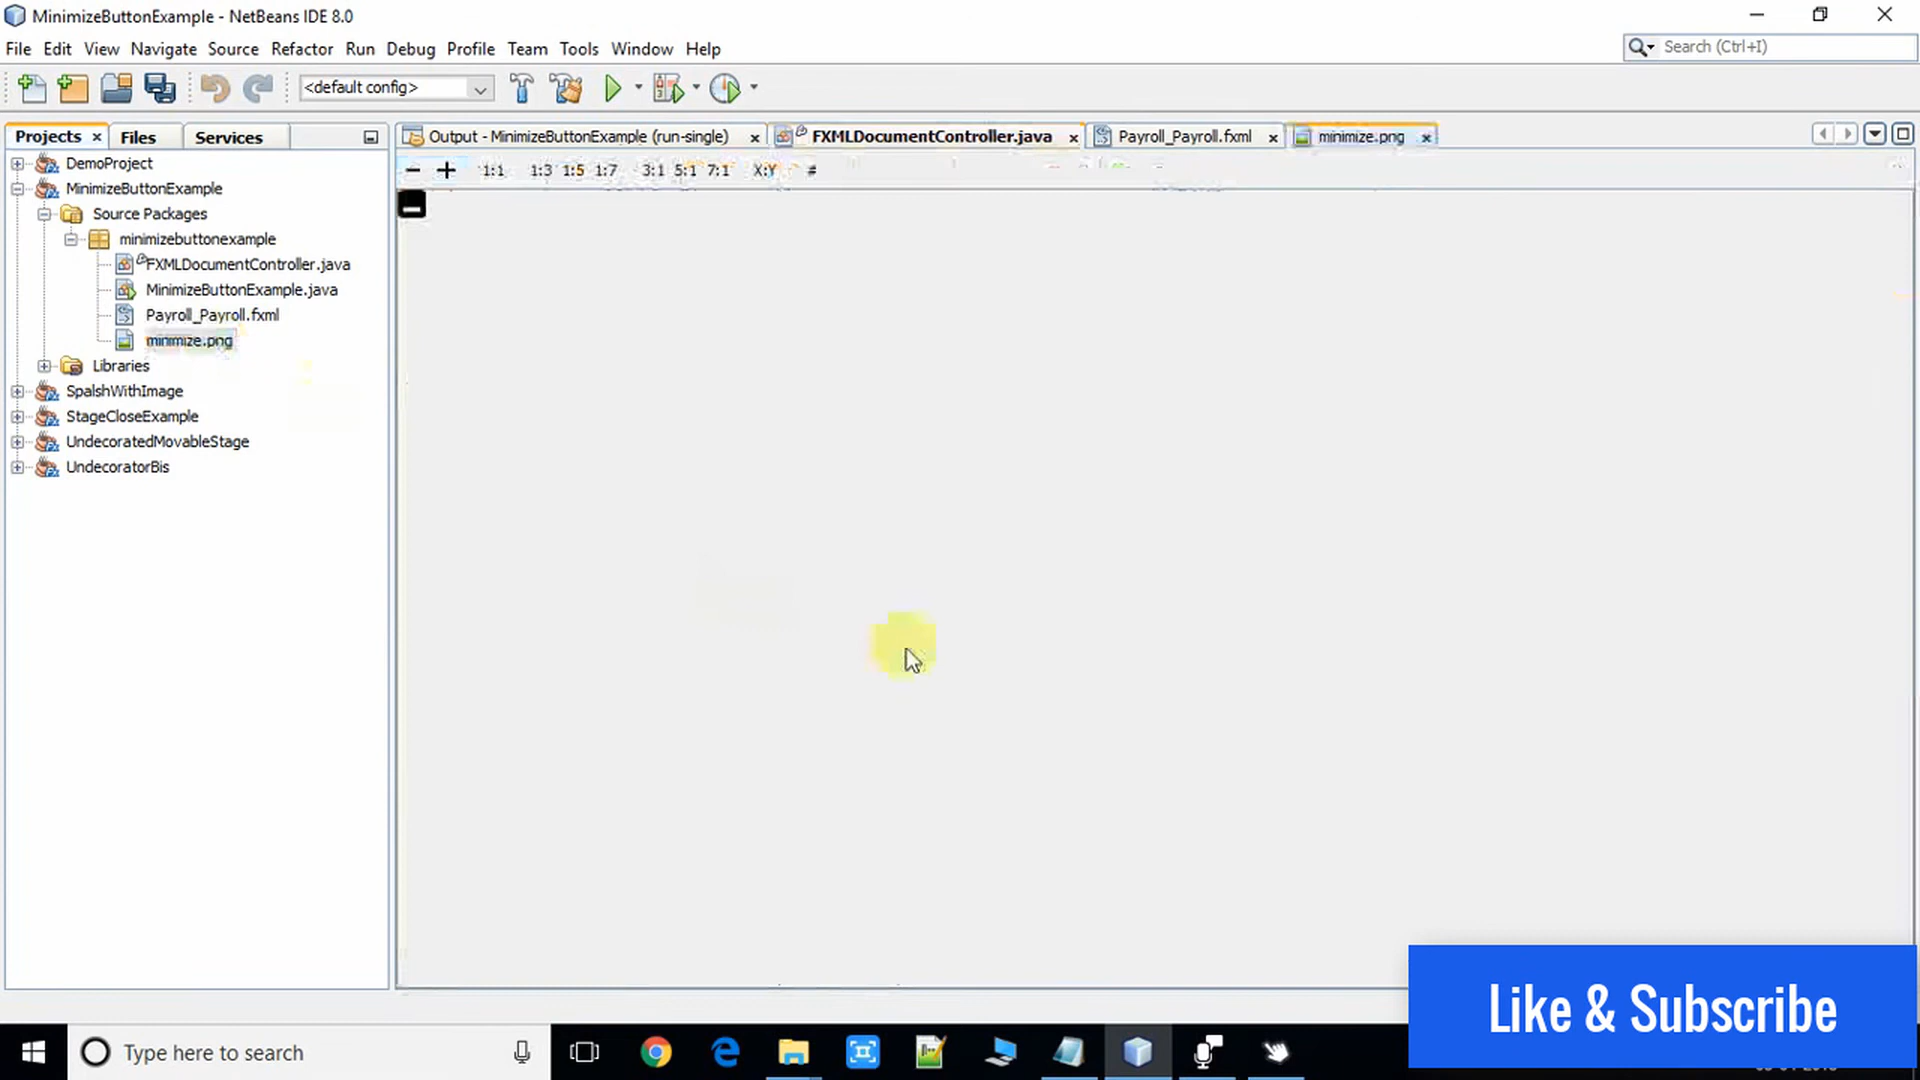 MinimizeButtonExample - NetBeans IDE 8.0
File Edit View Navigate Source Refactor Run Debug Profile Team Tools Window Help
Search (Ctrl+I)
<default config>
Projects Files Services
Output - MinimizeButtonExample (run-single) FXMLDocumentController.java Payroll_Payroll.fxml minimize.png
1:1 1:3 1:5 1:7 3:1 5:1 7:1 X:Y #
DemoProject
MinimizeButtonExample
Source Packages
minimizebuttonexample
FXMLDocumentController.java
MinimizeButtonExample.java
Payroll_Payroll.fxml
minimize.png
Libraries
SpalshWithImage
StageCloseExample
UndecoratedMovableStage
UndecoratorBis
Like & Subscribe
Type here to search